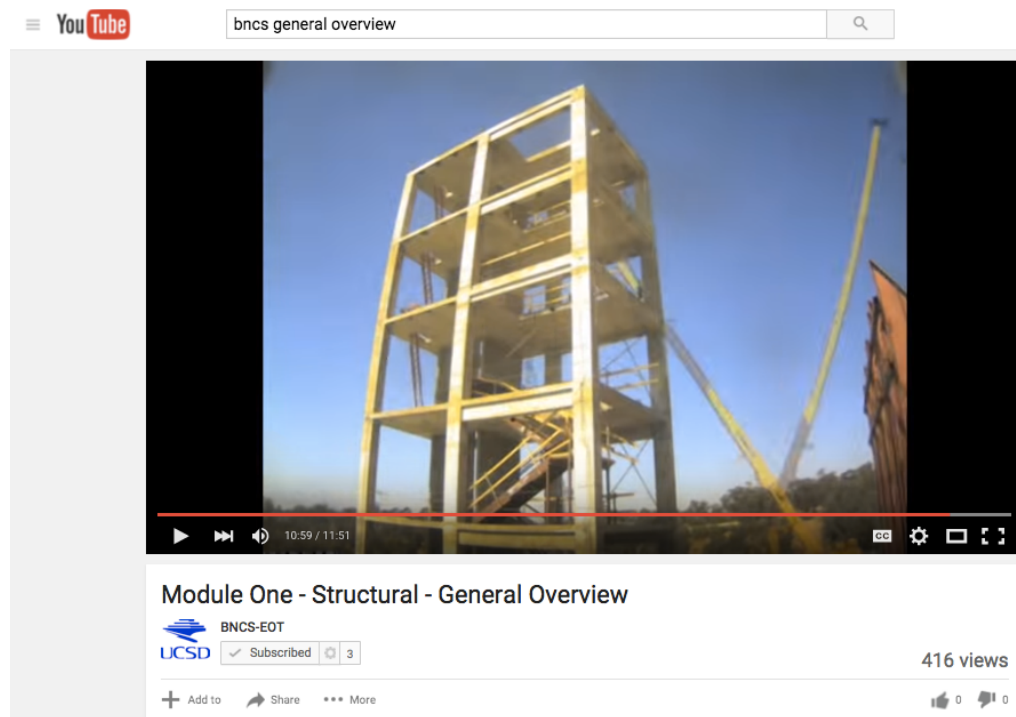 YouTube
bncs general overview
10:59 / 11:51
CC
Module One - Structural - General Overview
UCSD
BNCS-EOT
Subscribed 3
416 views
Add to Share More
0 0